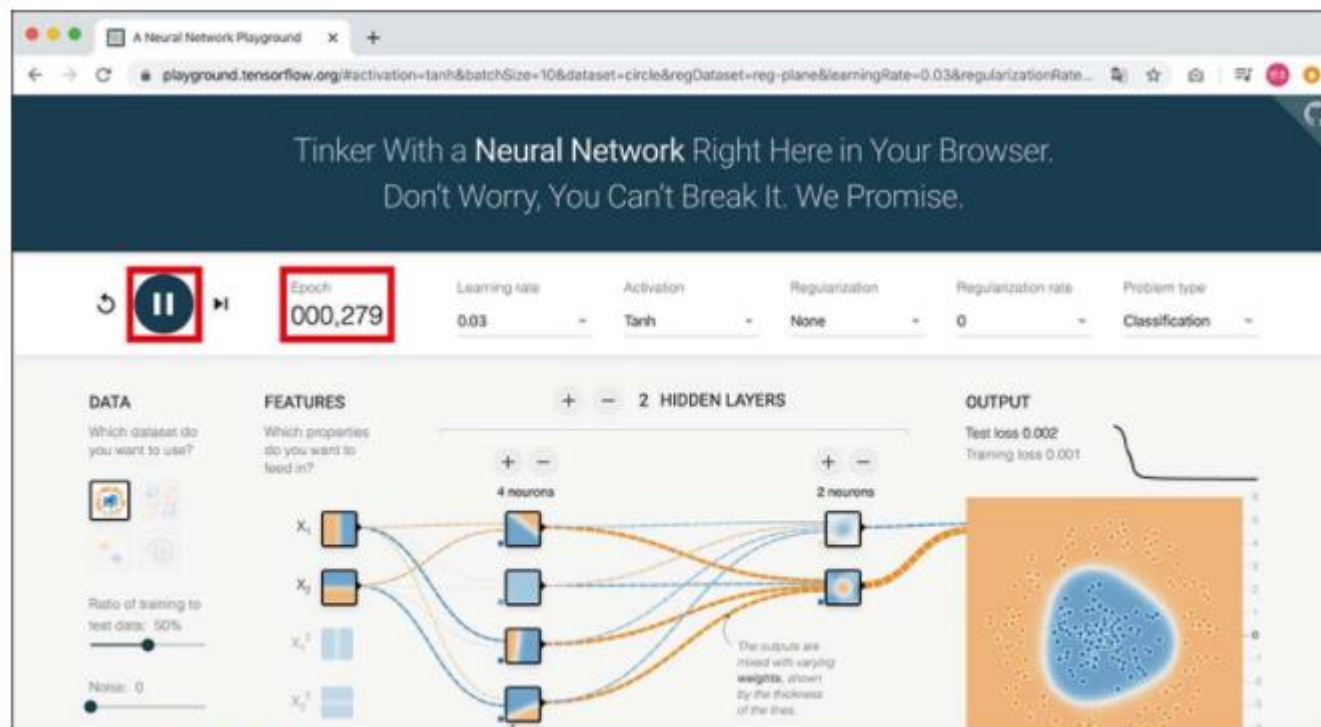 A Neural Network Playground
playground.tensorflow.org/#activation=tanh&batchSize=10&dataset=circle&regDataset=reg-plane&learningRate=0.03&regularizationRate...
Tinker With a Neural Network Right Here in Your Browser.
Don't Worry, You Can't Break It. We Promise.
Epoch
000,279
Learning rate
0.03
Activation
Tanh
Regularization
None
Regularization rate
0
Problem type
Classification
DATA
Which dataset do
you want to use?
Ratio of training to
test data: 50%
Noise: 0
FEATURES
Which properties
do you want to
feed in?
X₁
X₂
X₁²
X₂²
+ − 2 HIDDEN LAYERS
+ −
4 neurons
+ −
2 neurons
The outputs are
mixed with varying
weights, shown
by the thickness
of the lines.
OUTPUT
Test loss 0.002
Training loss 0.001